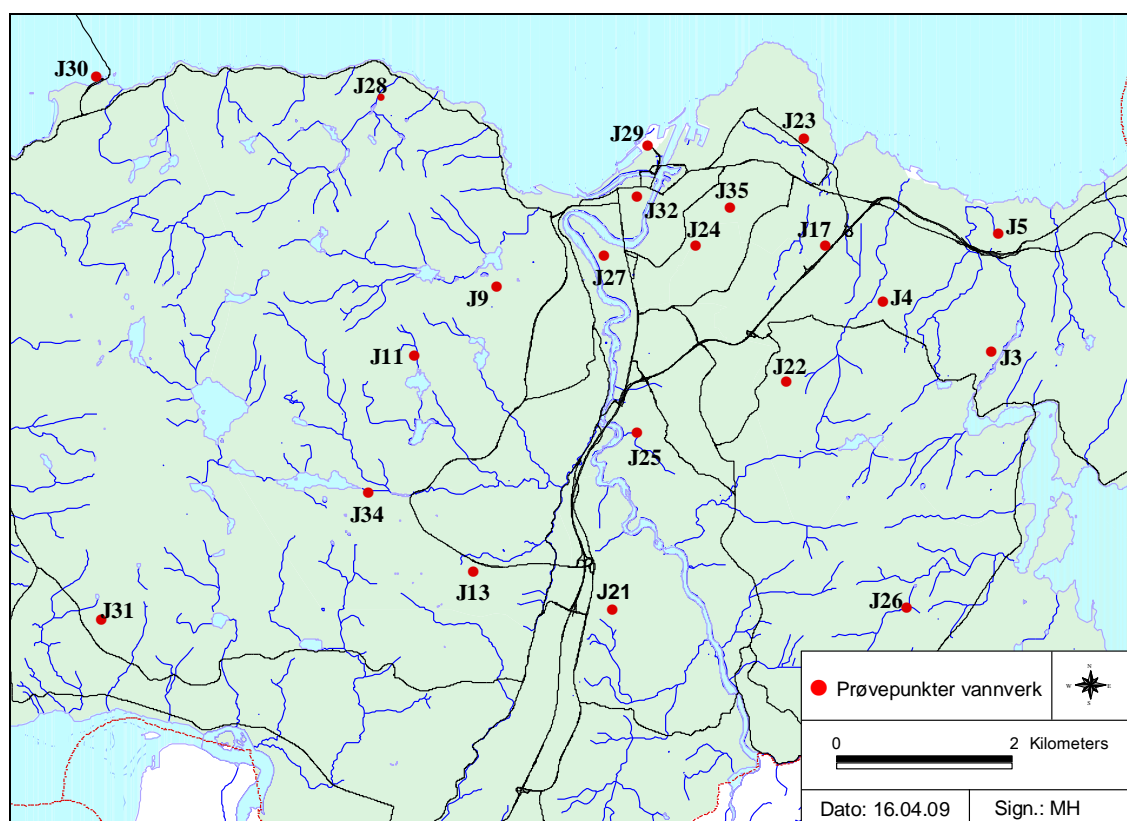 J30
J28
J23
J29
J35
J32
J5
J24
J17
J27
J9
J4
J11
J3
J22
J25
J34
J13
J21
J26
J31
Prøvepunkter vannverk
N
W E
S
0 2 Kilometers
Dato: 16.04.09 Sign.: MH